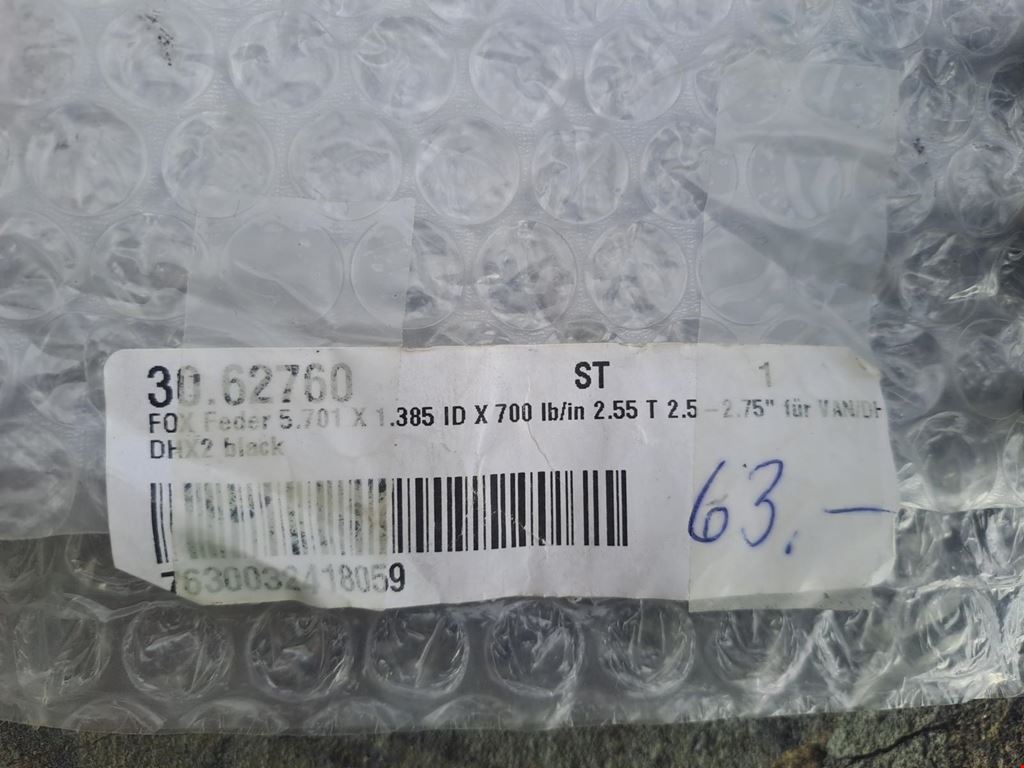 30.62760 ST 1
FOX Feder 5.701 X 1.385 ID X 700 lb/in 2.55 T 2.5 -2.75" für VAN/DH
DHX2 black
63.—
7630032418059